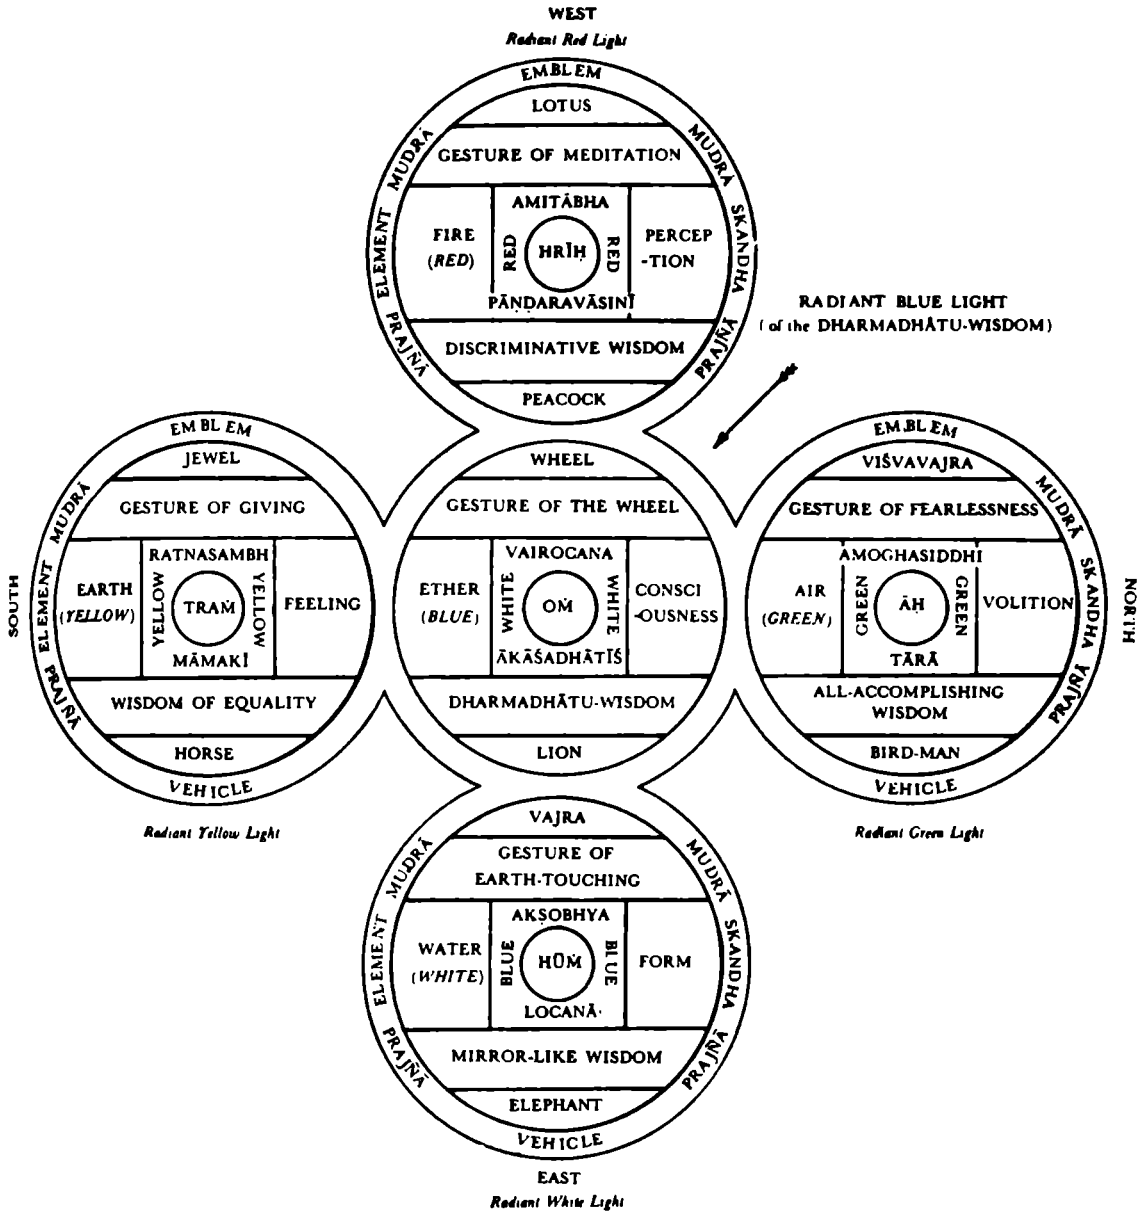 WEST
Radiant Red Light
EMBLEM
MUDRĀ
MUDRĀ
ELEMENT
SKANDHA
PRAJÑĀ
PRAJÑĀ
LOTUS
GESTURE OF MEDITATION
AMITĀBHA
FIRE
(RED)
RED
HRĪḤ
RED
PERCEP
-TION
PĀNDARAVĀSINĪ
DISCRIMINATIVE WISDOM
PEACOCK
RADIANT BLUE LIGHT
(of the DHARMADHĀTU-WISDOM)
SOUTH
EMBLEM
MUDRĀ
ELEMENT
PRAJÑĀ
JEWEL
GESTURE OF GIVING
RATNASAMBH
EARTH
(YELLOW)
YELLOW
TRAṀ
YELLOW
FEELING
MĀMAKĪ
WISDOM OF EQUALITY
HORSE
VEHICLE
Radiant Yellow Light
WHEEL
GESTURE OF THE WHEEL
VAIROCANA
ETHER
(BLUE)
WHITE
OṀ
WHITE
CONSCI
-OUSNESS
ĀKĀŚADHĀTĪŚ
DHARMADHĀTU-WISDOM
LION
EMBLEM
MUDRĀ
SKANDHA
PRAJÑĀ
VIŚVAVAJRA
GESTURE OF FEARLESSNESS
AMOGHASIDDHI
AIR
(GREEN)
GREEN
ĀḤ
GREEN
VOLITION
TĀRĀ
ALL-ACCOMPLISHING
WISDOM
BIRD-MAN
VEHICLE
NORTH
Radiant Green Light
MUDRĀ
MUDRĀ
ELEMENT
SKANDHA
PRAJÑĀ
PRAJÑĀ
VAJRA
GESTURE OF
EARTH-TOUCHING
AKṢOBHYA
WATER
(WHITE)
BLUE
HŪṀ
BLUE
FORM
LOCANĀ
MIRROR-LIKE WISDOM
ELEPHANT
VEHICLE
EAST
Radiant White Light